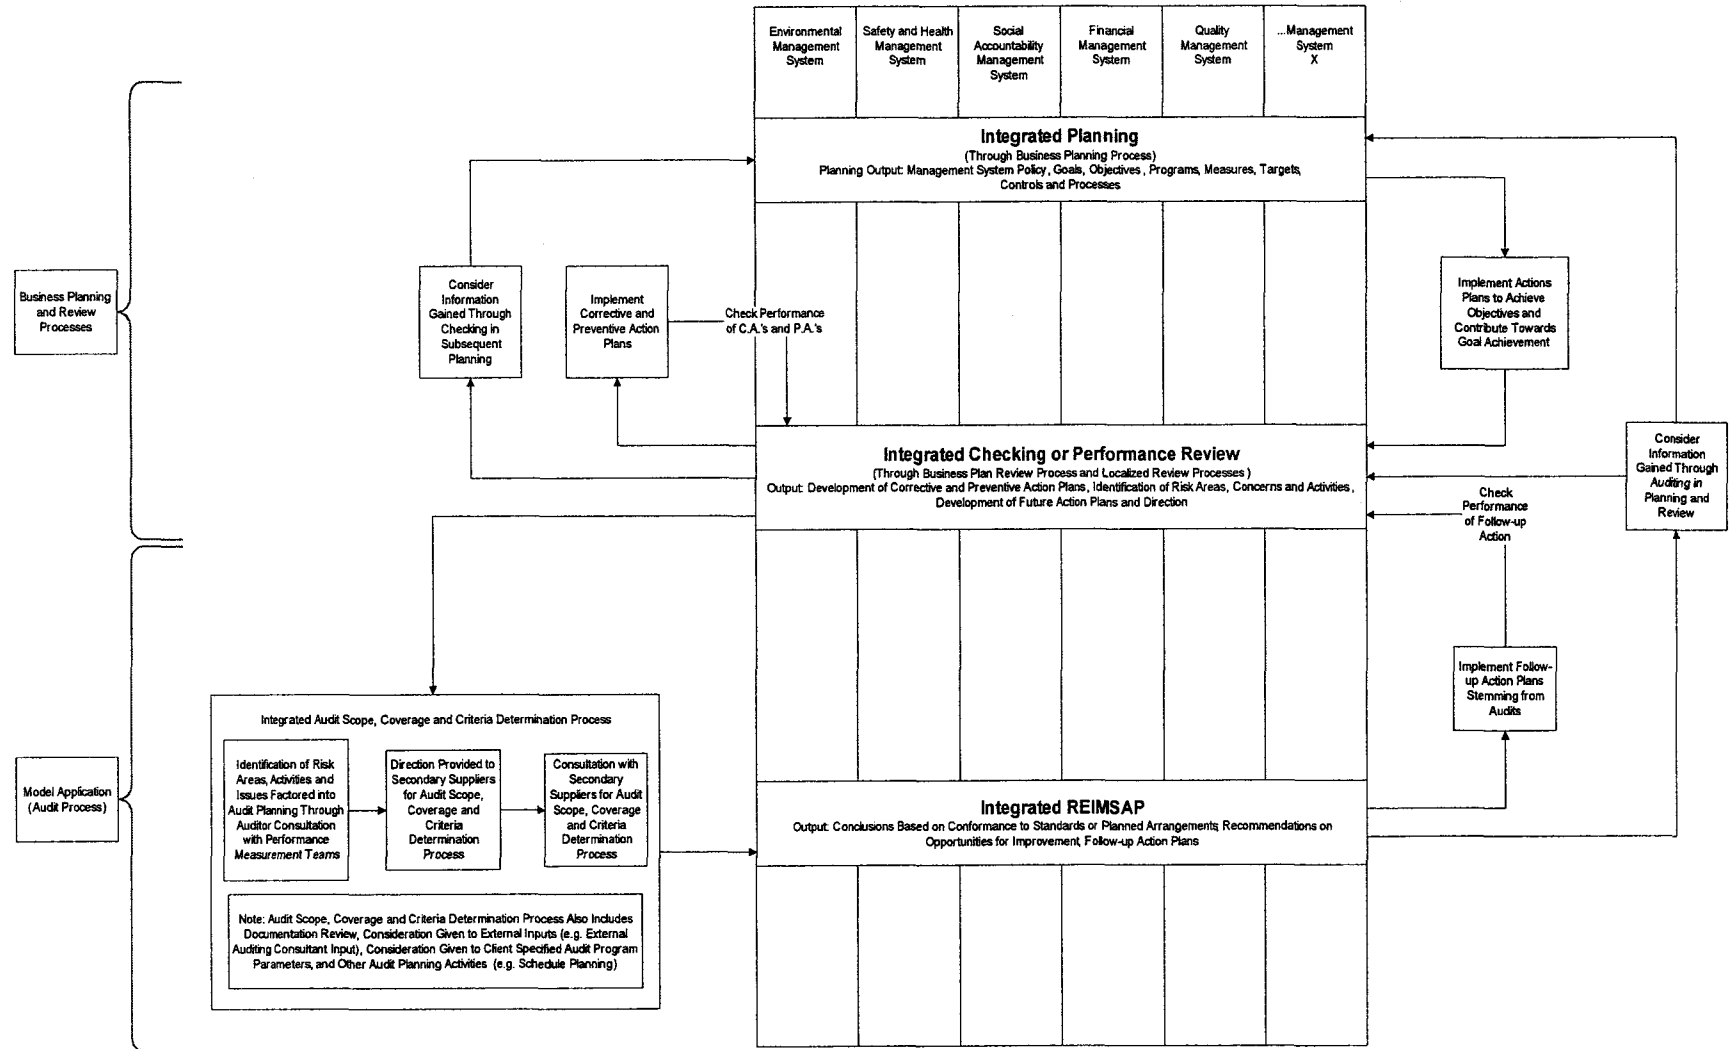 Environmental
Management
System
Safety and Health
Management
System
Social
Accountability
Management
System
Financial
Management
System
Quality
Management
System
...Management
System
X
Integrated Planning
(Through Business Planning Process)
Planning Output: Management System Policy, Goals, Objectives, Programs, Measures, Targets,
Controls and Processes
Business Planning
and Review
Processes
Consider
Information
Gained Through
Checking in
Subsequent
Planning
Implement
Corrective and
Preventive Action
Plans
Check Performance
of C.A.'s and P.A.'s
Implement Actions
Plans to Achieve
Objectives and
Contribute Towards
Goal Achievement
Integrated Checking or Performance Review
(Through Business Plan Review Process and Localized Review Processes )
Output: Development of Corrective and Preventive Action Plans, Identification of Risk Areas, Concerns and Activities,
Development of Future Action Plans and Direction
Consider
Information
Gained Through
Auditing in
Planning and
Review
Check
Performance
of Follow-up
Action
Implement Follow-
up Action Plans
Stemming from
Audits
Model Application
(Audit Process)
Integrated Audit Scope, Coverage and Criteria Determination Process
Identification of Risk
Areas, Activities and
Issues Factored into
Audit Planning Through
Auditor Consultation
with Performance
Measurement Teams
Direction Provided to
Secondary Suppliers
for Audit Scope,
Coverage and
Criteria
Determination
Process
Consultation with
Secondary
Suppliers for Audit
Scope, Coverage
and Criteria
Determination
Process
Note: Audit Scope, Coverage and Criteria Determination Process Also Includes
Documentation Review, Consideration Given to External Inputs (e.g. External
Auditing Consultant Input), Consideration Given to Client Specified Audit Program
Parameters, and Other Audit Planning Activities (e.g. Schedule Planning)
Integrated REIMSAP
Output: Conclusions Based on Conformance to Standards or Planned Arrangements, Recommendations on
Opportunities for Improvement, Follow-up Action Plans